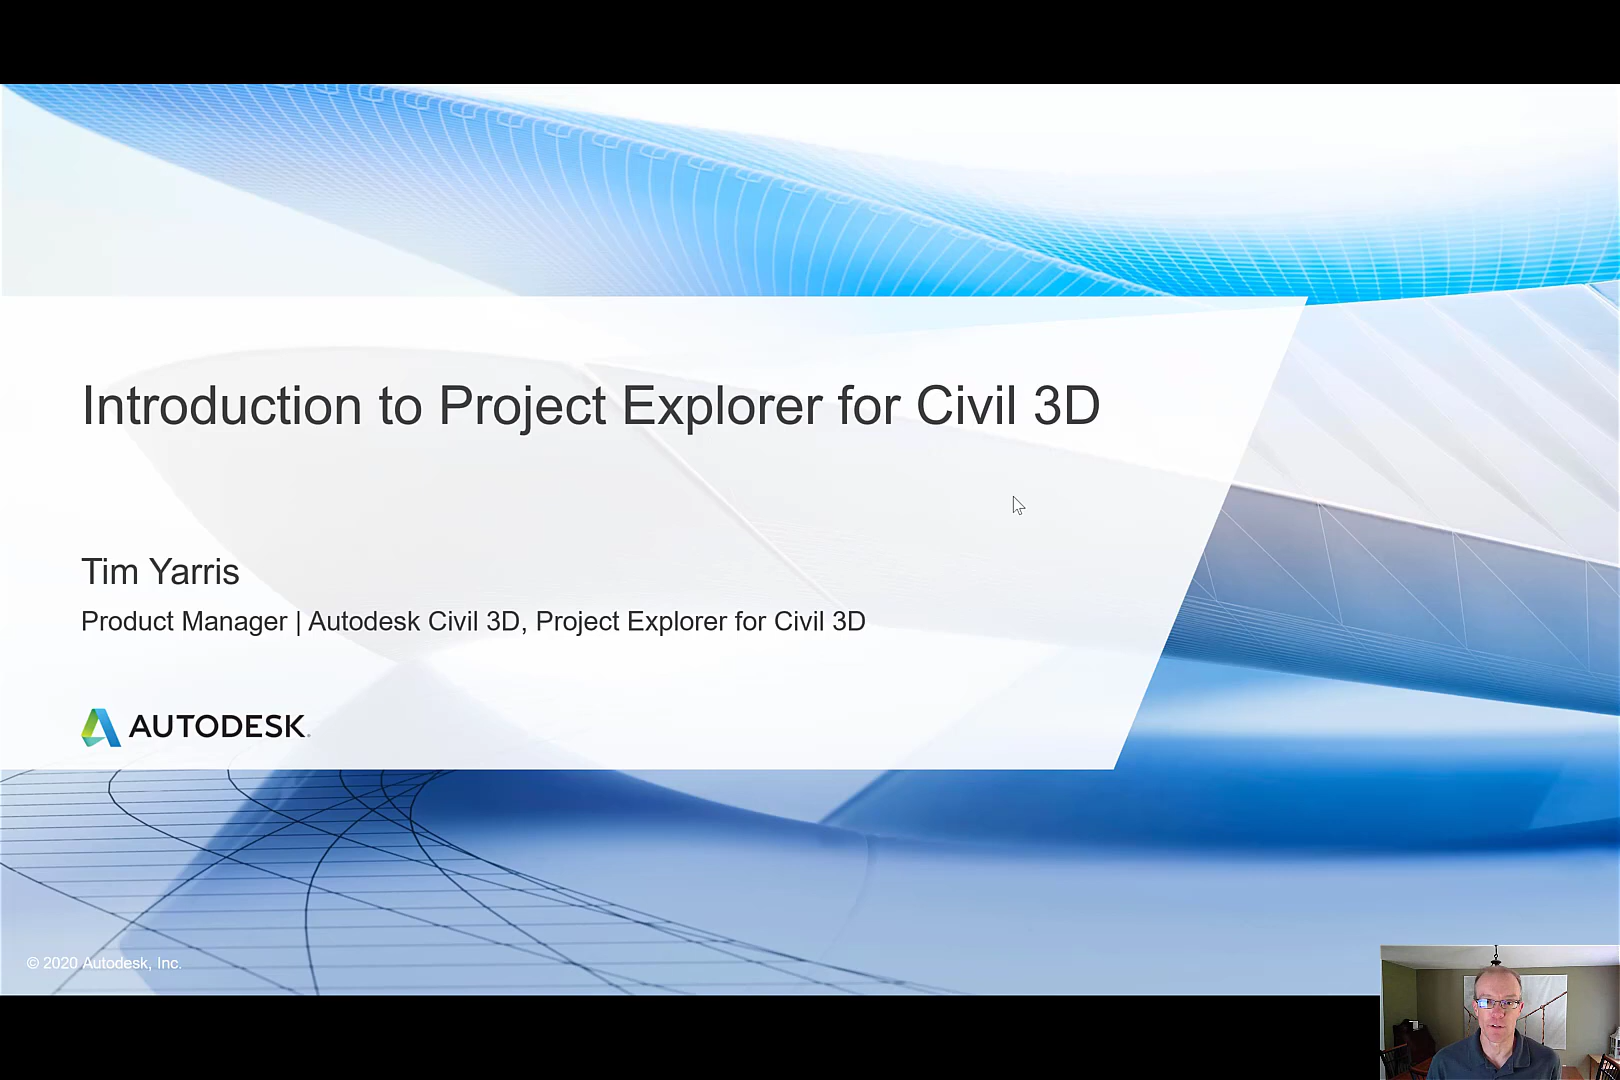 Introduction to Project Explorer for Civil 3D
Tim Yarris
Product Manager | Autodesk Civil 3D, Project Explorer for Civil 3D
AUTODESK.
© 2020 Autodesk, Inc.